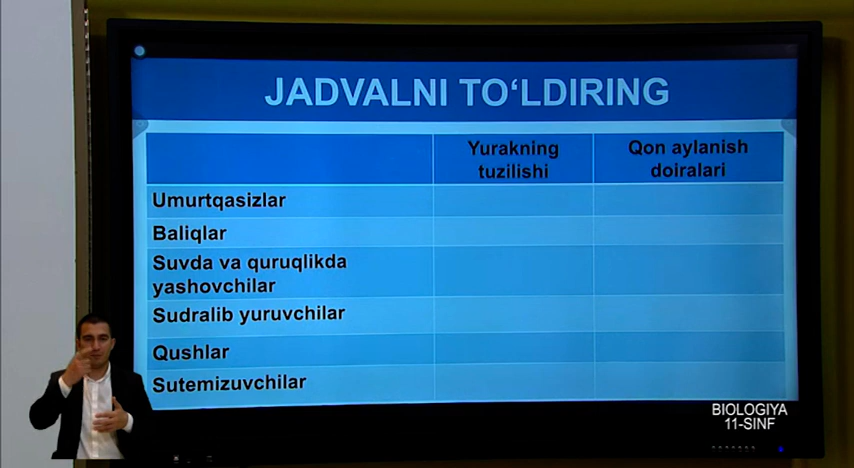 JADVALNI TO‘LDIRING
Yurakning
tuzilishi
Qon aylanish
doiralari
Umurtqasizlar
Baliqlar
Suvda va quruqlikda
yashovchilar
Sudralib yuruvchilar
Qushlar
Sutemizuvchilar
BIOLOGIYA
11-SINF